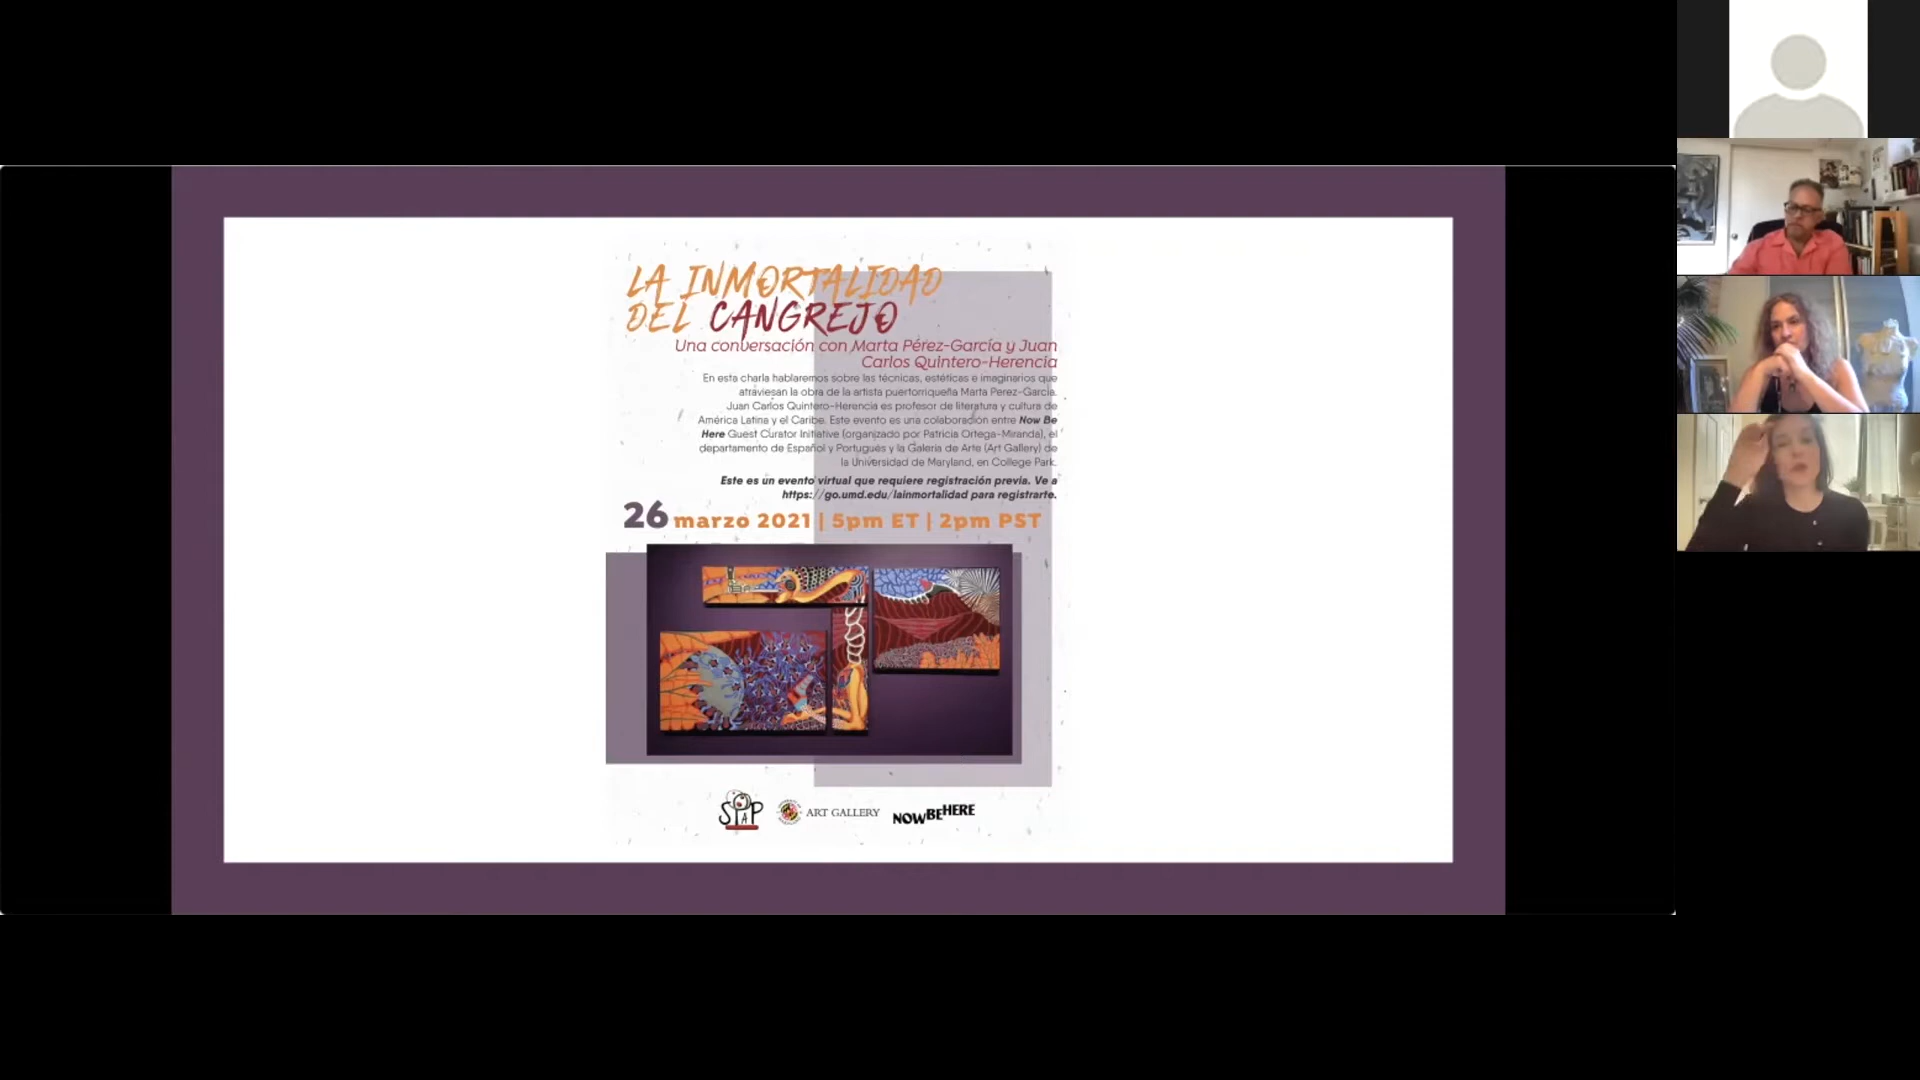 LA INMORTALIDAD
DEL CANGREJO
Una conversación con Marta Pérez-García y Juan
Carlos Quintero-Herencia
En esta charla hablaremos sobre las técnicas, estéticas e imaginarios que
atraviesan la obra de la artista puertorriqueña Marta Perez-García.
Juan Carlos Quintero-Herencia es profesor de literatura y cultura de
América Latina y el Caribe. Este evento es una colaboración entre Now Be
Here Guest Curator Initiative (organizado por Patricia Ortega-Miranda), el
departamento de Español y Portugués y la Galería de Arte (Art Gallery) de
la Universidad de Maryland, en College Park.
Este es un evento virtual que requiere registración previa. Ve a
https://go.umd.edu/lainmortalidad para registrarte.
26 marzo 2021 | 5pm ET | 2pm PST
SPAP ART GALLERY NOWBEHERE